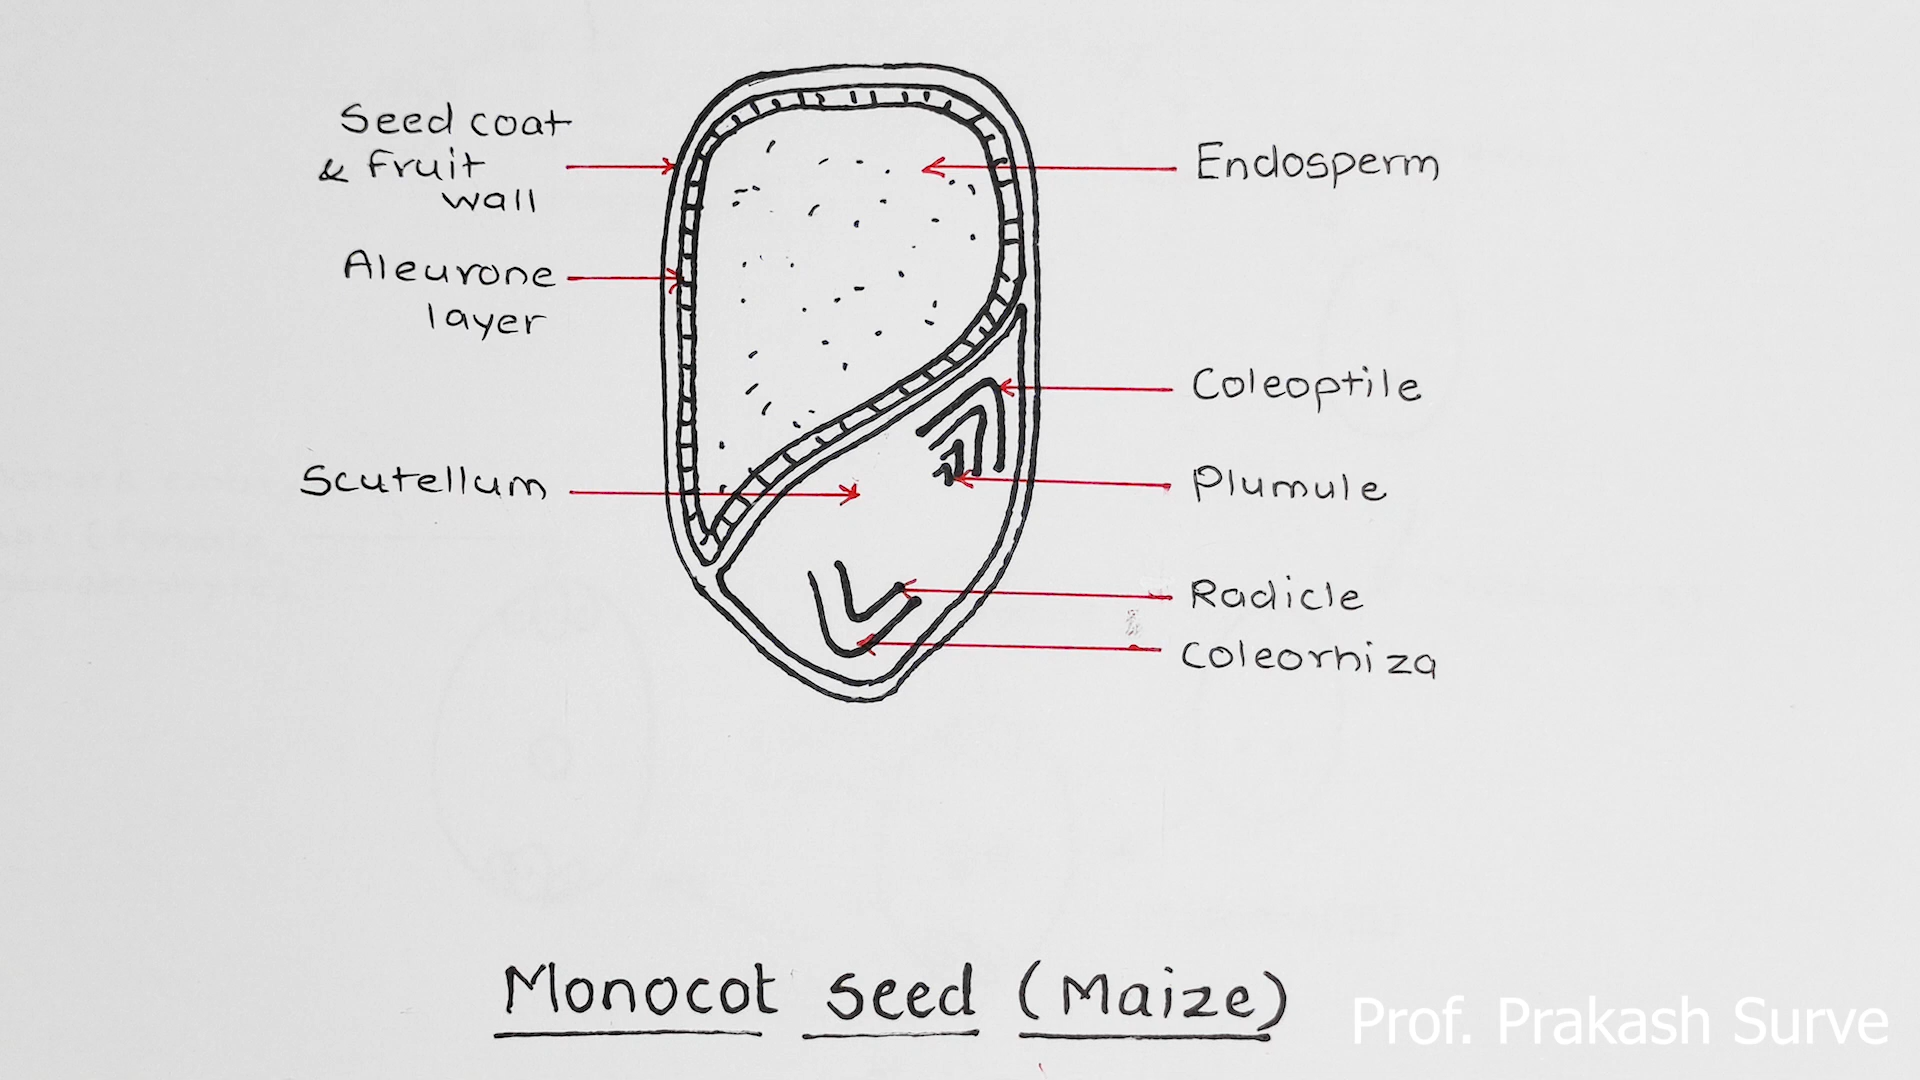 Seed coat
& Fruit
wall
Aleurone
layer
Scutellum
Endosperm
Coleoptile
Plumule
Radicle
Coleorhiza
Monocot Seed (Maize)
Prof. Prakash Surve